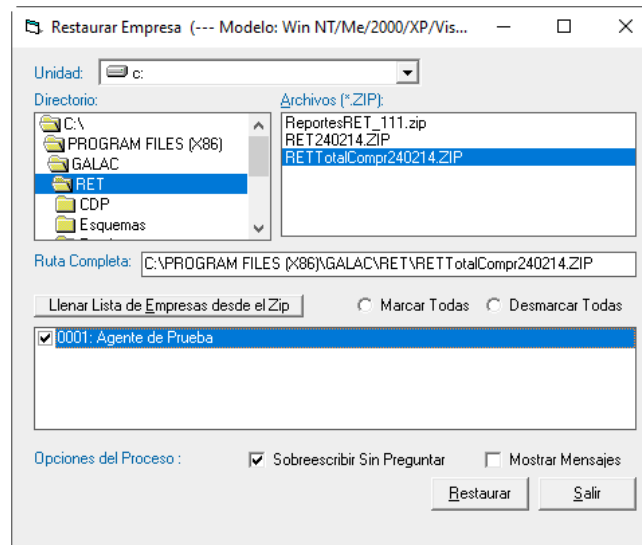 Restaurar Empresa (--- Modelo: Win NT/Me/2000/XP/Vis...
Unidad: c:
Directorio:
C:\
PROGRAM FILES (X86)
GALAC
RET
CDP
Esquemas
Archivos (*.ZIP):
ReportesRET_111.zip
RET240214.ZIP
RETTotalCompr240214.ZIP
Ruta Completa: C:\PROGRAM FILES (X86)\GALAC\RET\RETTotalCompr240214.ZIP
Llenar Lista de Empresas desde el Zip Marcar Todas Desmarcar Todas
0001: Agente de Prueba
Opciones del Proceso : Sobreescribir Sin Preguntar Mostrar Mensajes
Restaurar Salir